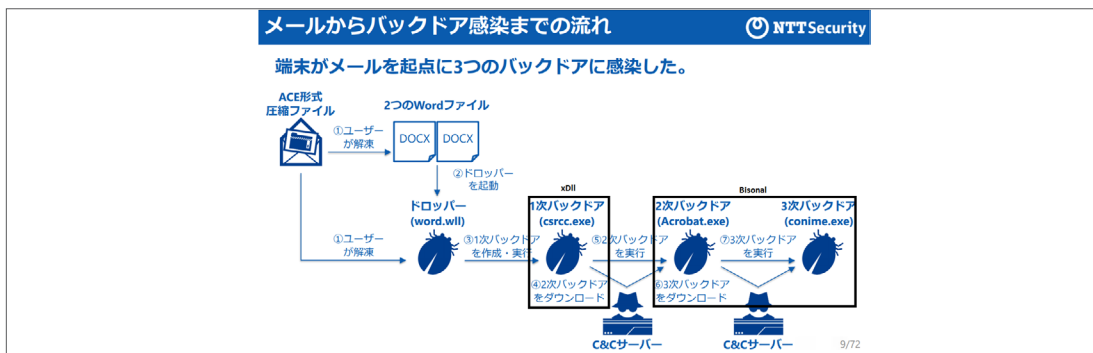 メールからバックドア感染までの流れ
NTT Security
端末がメールを起点に3つのバックドアに感染した。
ACE形式
圧縮ファイル
2つのWordファイル
①ユーザー
が解凍
DOCX
DOCX
②ドロッパー
を起動
xDll
Bisonal
ドロッパー
(word.wll)
1次バックドア
(csrcc.exe)
2次バックドア
(Acrobat.exe)
3次バックドア
(conime.exe)
①ユーザー
が解凍
③1次バックドア
を作成・実行
⑤2次バックドア
を実行
⑦3次バックドア
を実行
④2次バックドア
をダウンロード
⑥3次バックドア
をダウンロード
C&Cサーバー
C&Cサーバー
9/72